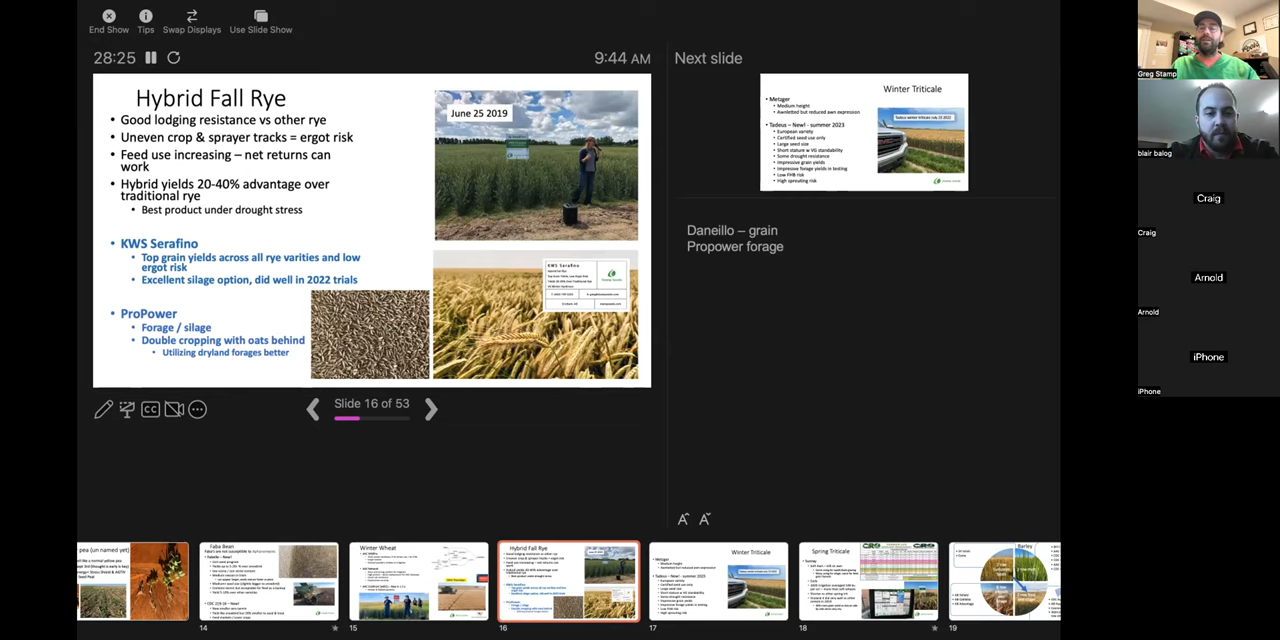 End Show
Tips
Swap Displays
Use Slide Show
28:25
9:44 AM
Next slide
Hybrid Fall Rye
• Good lodging resistance vs other rye
• Uneven crop & sprayer tracks = ergot risk
• Feed use increasing – net returns can
work
• Hybrid yields 20-40% advantage over
traditional rye
• Best product under drought stress
• KWS Serafino
• Top grain yields across all rye varities and low
ergot risk
• Excellent silage option, did well in 2022 trials
• ProPower
• Forage / silage
• Double cropping with oats behind
• Utilizing dryland forages better
June 25 2019
KWS Serafino
Winter Triticale
• Metzger
• Medium height
• Awnletted but reduced awn expression
• Tadeus – New! - summer 2023
• European variety
• Certified seed use only
• Large seed size
• Short stature w VG standability
• Some drought resistance
• Impressive grain yields
• Impressive forage yields in testing
• Low FHB risk
• High sprouting risk
Tadeus winter triticale July 25 2022
Daneillo – grain
Propower forage
Slide 16 of 53
CC
A A
pea (un named yet)
Faba Bean
14
Winter Wheat
15
Hybrid Fall Rye
16
Winter Triticale
17
Spring Triticale
18
Barley
19
Greg Stamp
blair balog
Craig
Craig
Arnold
Arnold
iPhone
iPhone